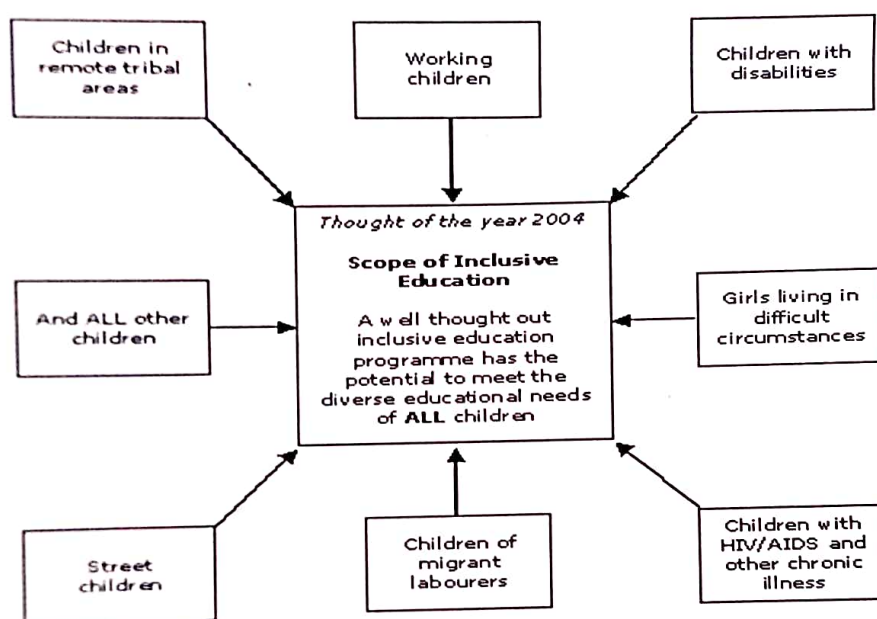 Children in
remote tribal
areas
Working
children
Children with
disabilities
Thought of the year 2004
Scope of Inclusive
Education
A well thought out
inclusive education
programme has the
potential to meet the
diverse educational needs
of ALL children
And ALL other
children
Girls living in
difficult
circumstances
Street
children
Children of
migrant
labourers
Children with
HIV/AIDS and
other chronic
illness